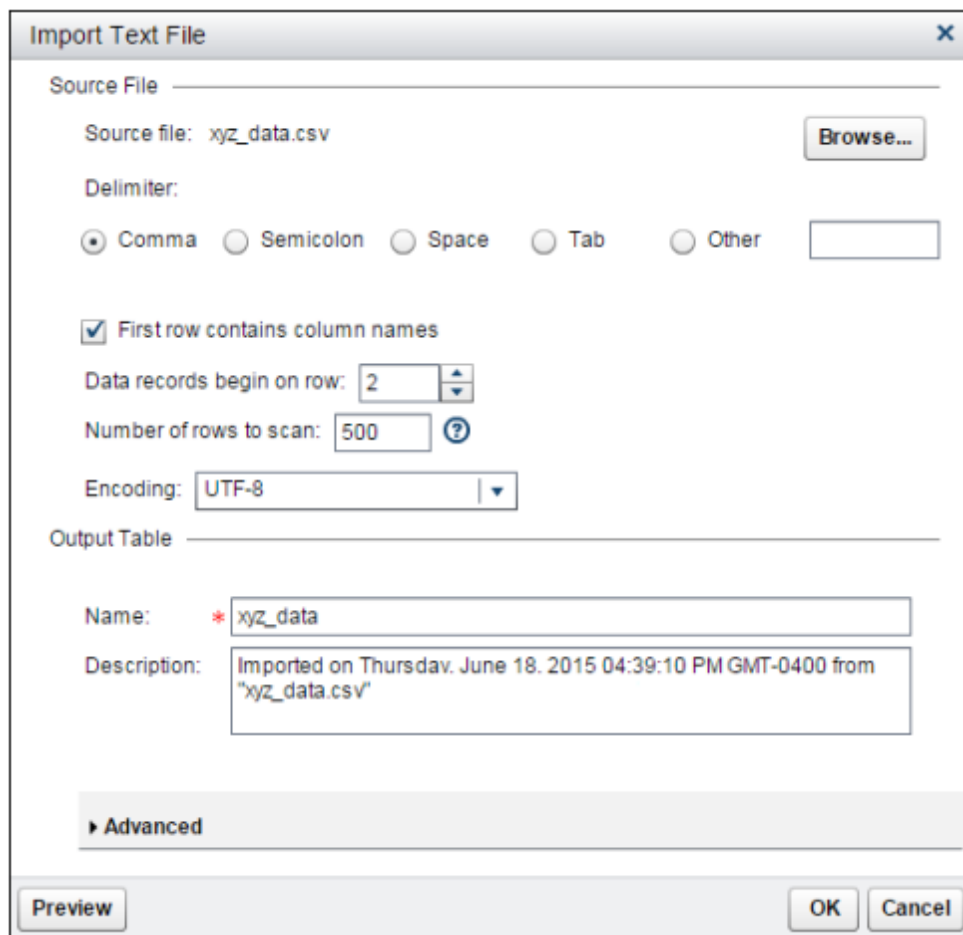 Import Text File
Source File
Source file: xyz_data.csv
Browse...
Delimiter:
Comma Semicolon Space Tab Other
First row contains column names
Data records begin on row: 2
Number of rows to scan: 500 ?
Encoding: UTF-8
Output Table
Name: * xyz_data
Description: Imported on Thursday. June 18. 2015 04:39:10 PM GMT-0400 from
"xyz_data.csv"
Advanced
Preview OK Cancel